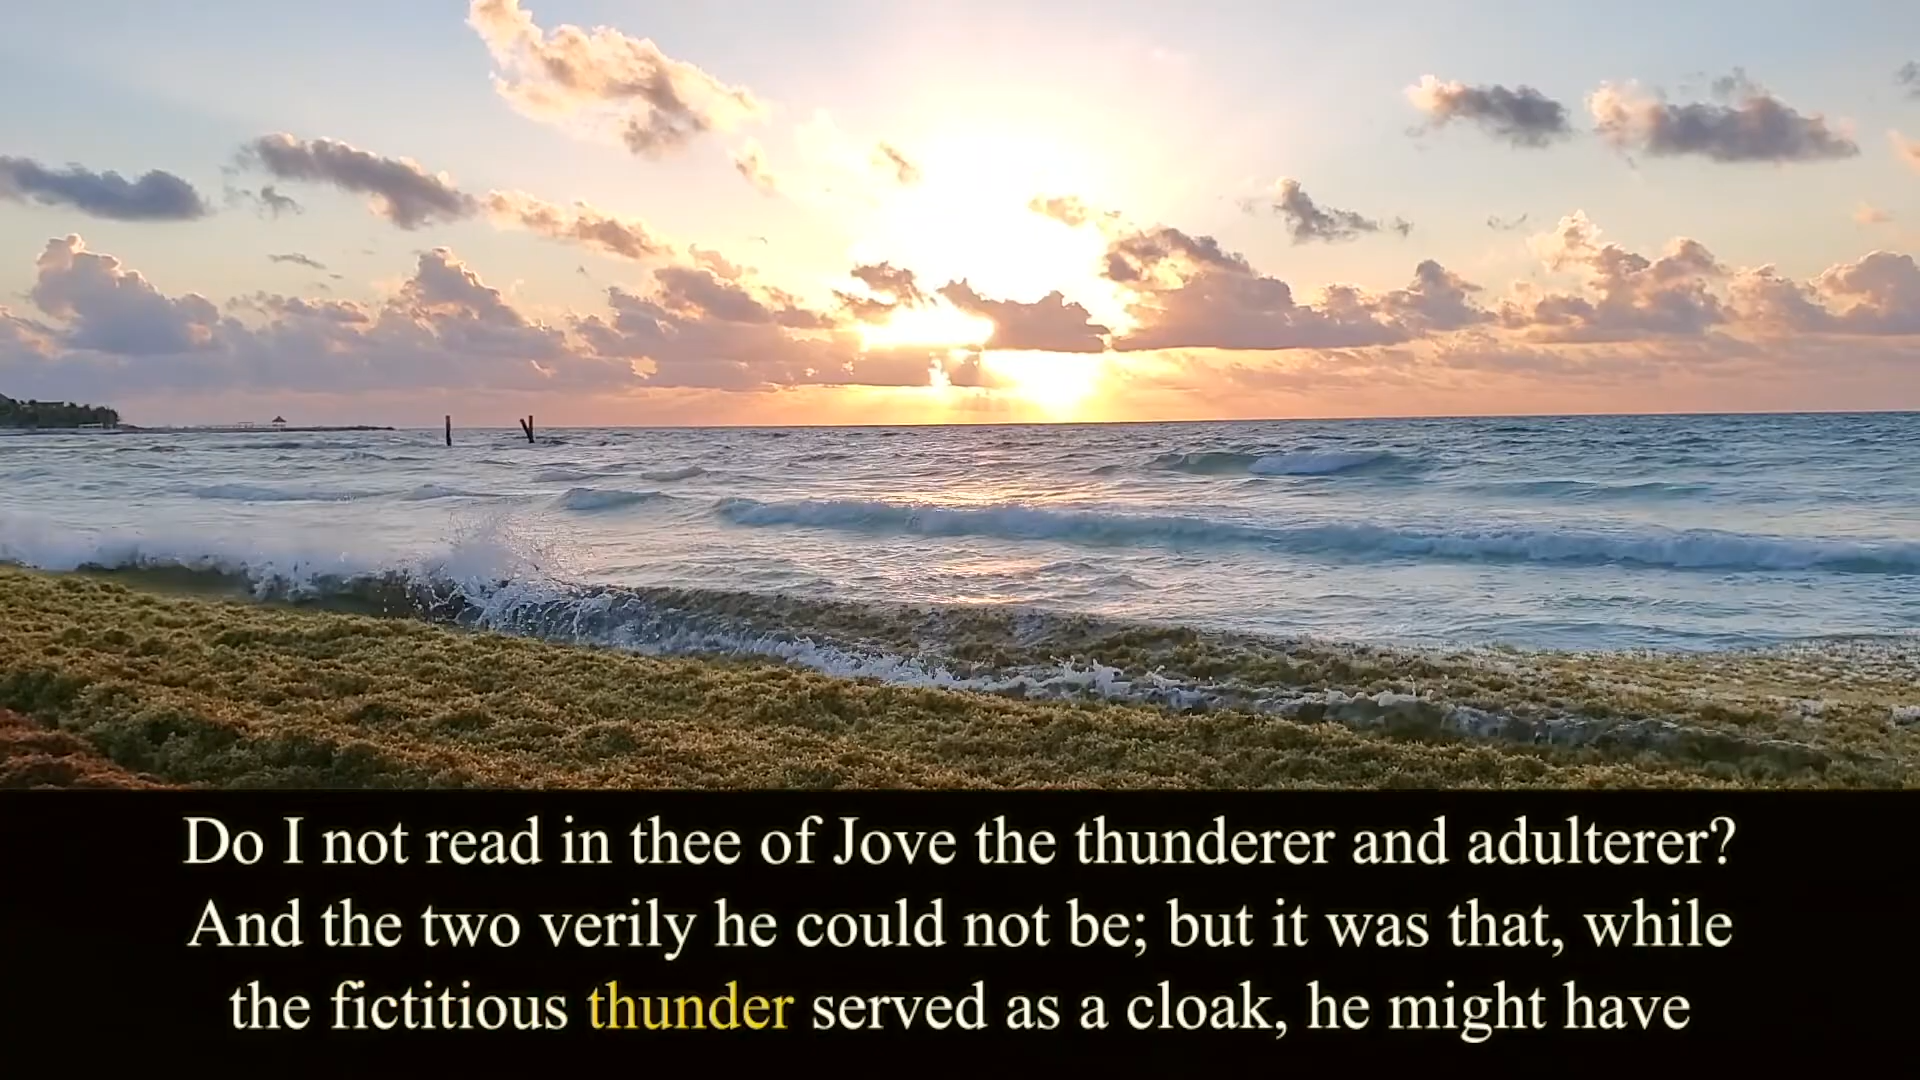 Do I not read in thee of Jove the thunderer and adulterer?
And the two verily he could not be; but it was that, while
the fictitious thunder served as a cloak, he might have